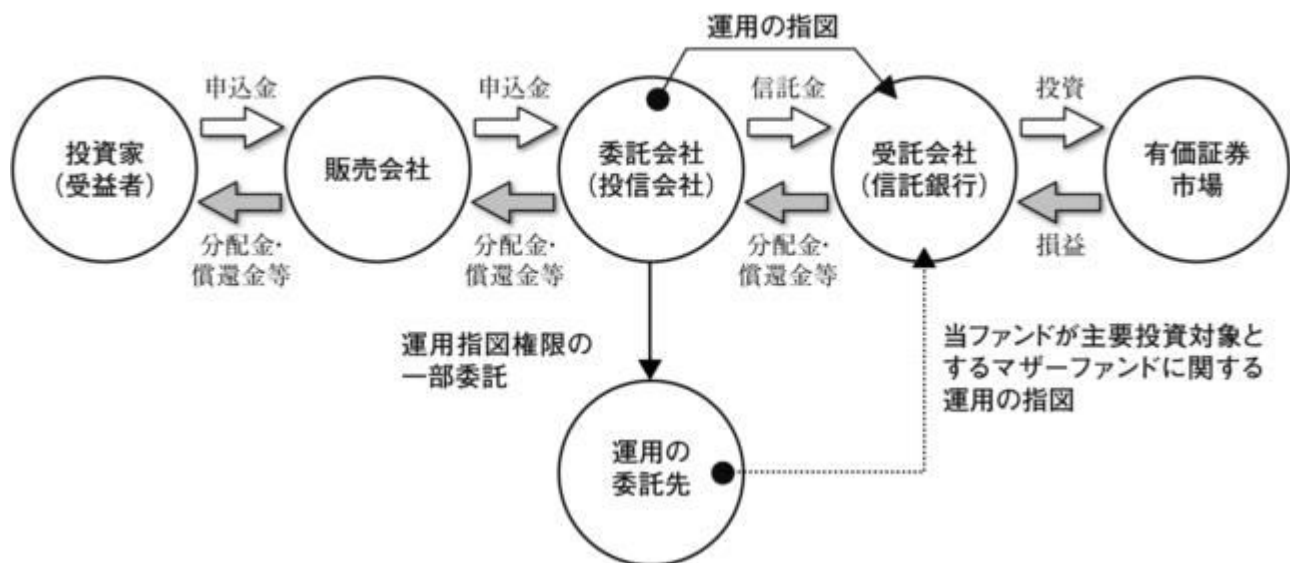 運用の指図
申込金
申込金
信託金
投資
投資家
（受益者）
販売会社
委託会社
（投信会社）
受託会社
（信託銀行）
有価証券
市場
分配金・
償還金等
分配金・
償還金等
分配金・
償還金等
損益
運用指図権限の
一部委託
当ファンドが主要投資対象と
するマザーファンドに関する
運用の指図
運用の
委託先